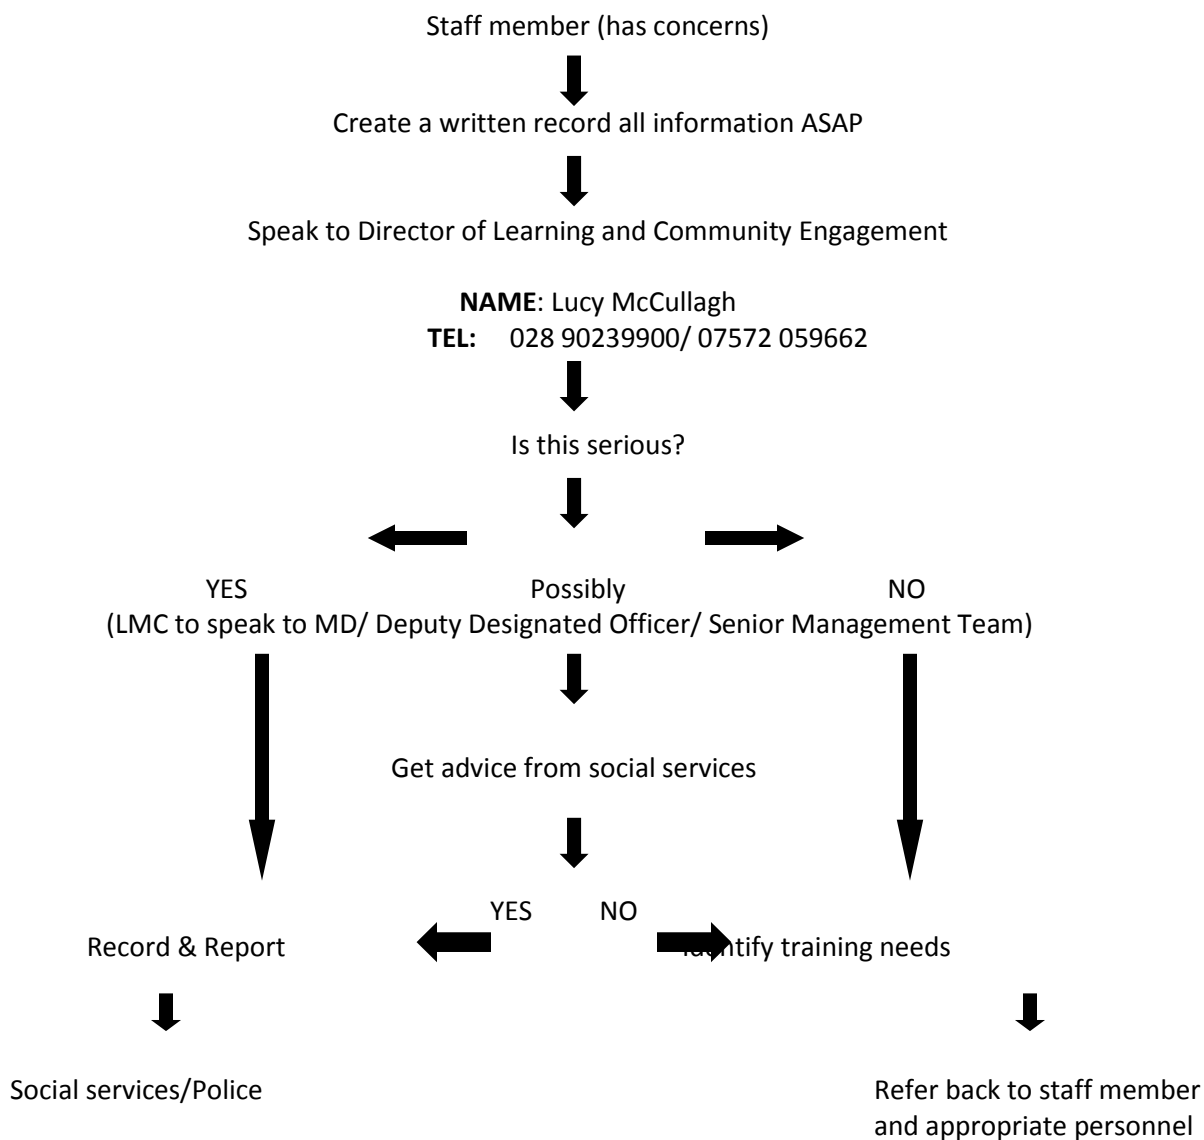 Staff member (has concerns)
Create a written record all information ASAP
Speak to Director of Learning and Community Engagement
NAME: Lucy McCullagh
TEL: 028 90239900/ 07572 059662
Is this serious?
YES Possibly NO
(LMC to speak to MD/ Deputy Designated Officer/ Senior Management Team)
Get advice from social services
YES NO
Record & Report Identify training needs
Social services/Police Refer back to staff member
and appropriate personnel